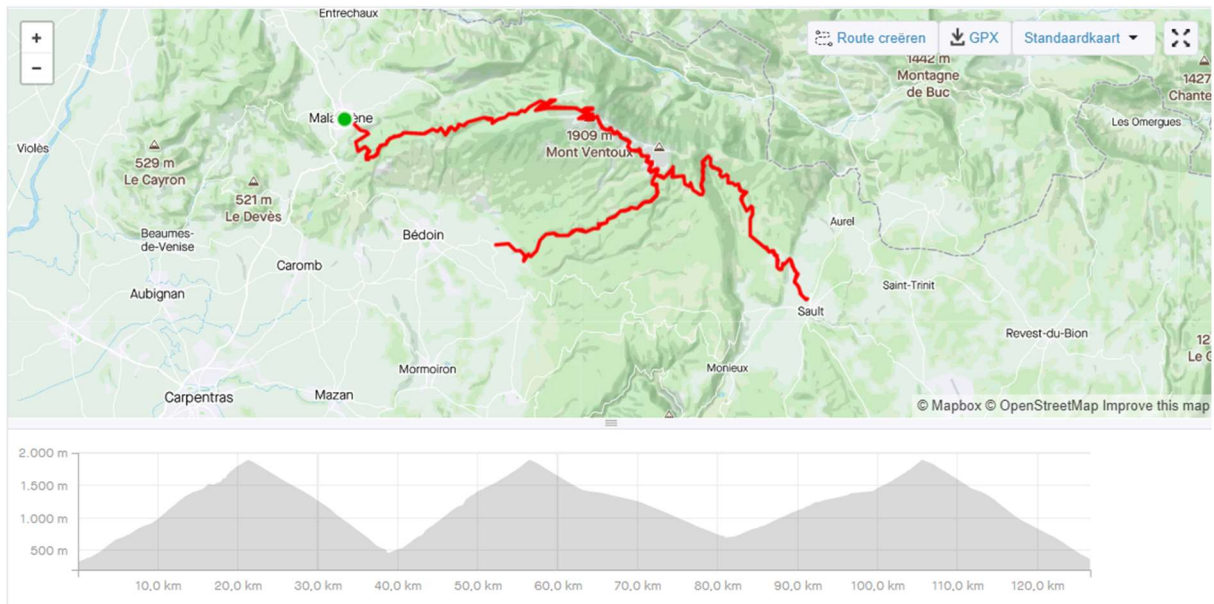 Entrechaux
+
−
Route creëren
GPX
Standaardkaart
1442 m
Montagne
de Buc
1427
Chante
Mala ène
Les Omergues
Violès
529 m
Le Cayron
1909 m
Mont Ventoux
521 m
Le Devès
Aurel
Beaumes-
de-Venise
Bédoin
Caromb
Saint-Trinit
Aubignan
Sault
Revest-du-Bion
12
Le C
Mormoiron
Monieux
Carpentras
Mazan
© Mapbox © OpenStreetMap Improve this map
2.000 m
1.500 m
1.000 m
500 m
10,0 km
20,0 km
30,0 km
40,0 km
50,0 km
60,0 km
70,0 km
80,0 km
90,0 km
100,0 km
110,0 km
120,0 km